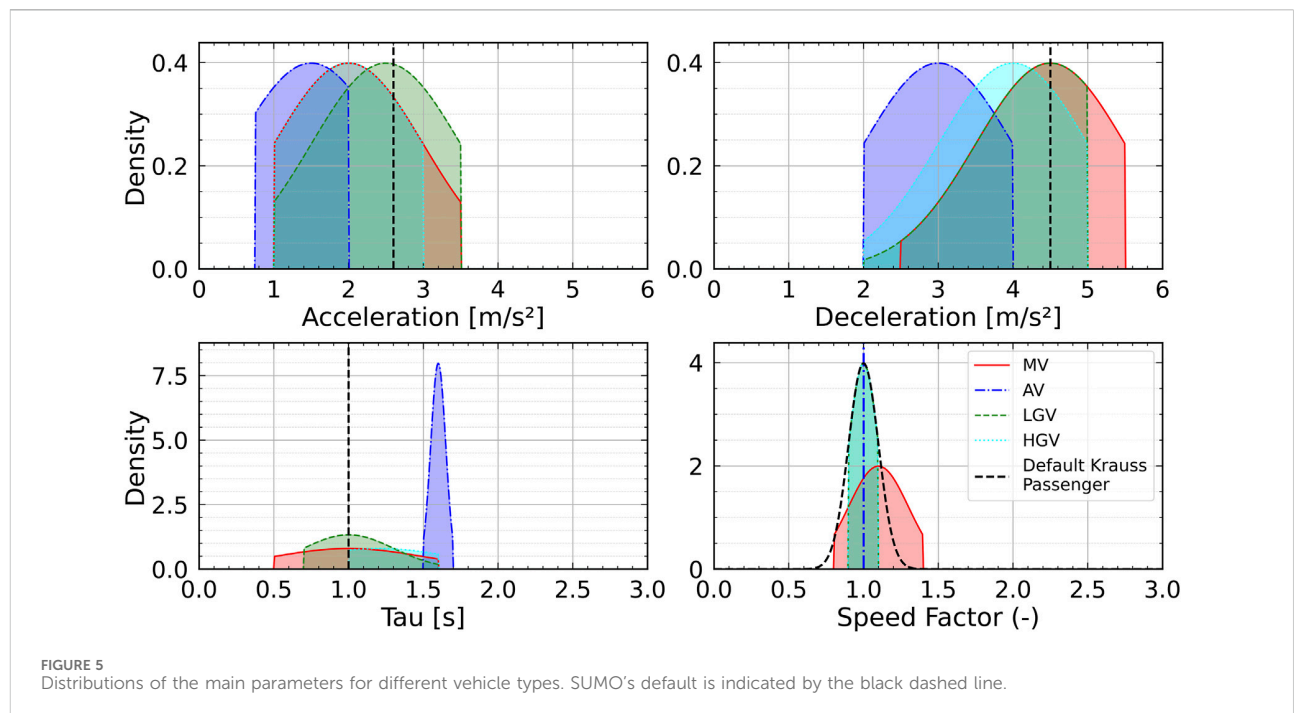 Density
0.4
0.2
0.0
0 1 2 3 4 5 6
Acceleration [m/s²]
0.4
0.2
0.0
0 1 2 3 4 5 6
Deceleration [m/s²]
Density
7.5
5.0
2.5
0.0
0.0 0.5 1.0 1.5 2.0 2.5 3.0
Tau [s]
4
2
0
0.0 0.5 1.0 1.5 2.0 2.5 3.0
Speed Factor (-)
MV
AV
LGV
HGV
Default Krauss
Passenger
FIGURE 5
Distributions of the main parameters for different vehicle types. SUMO’s default is indicated by the black dashed line.